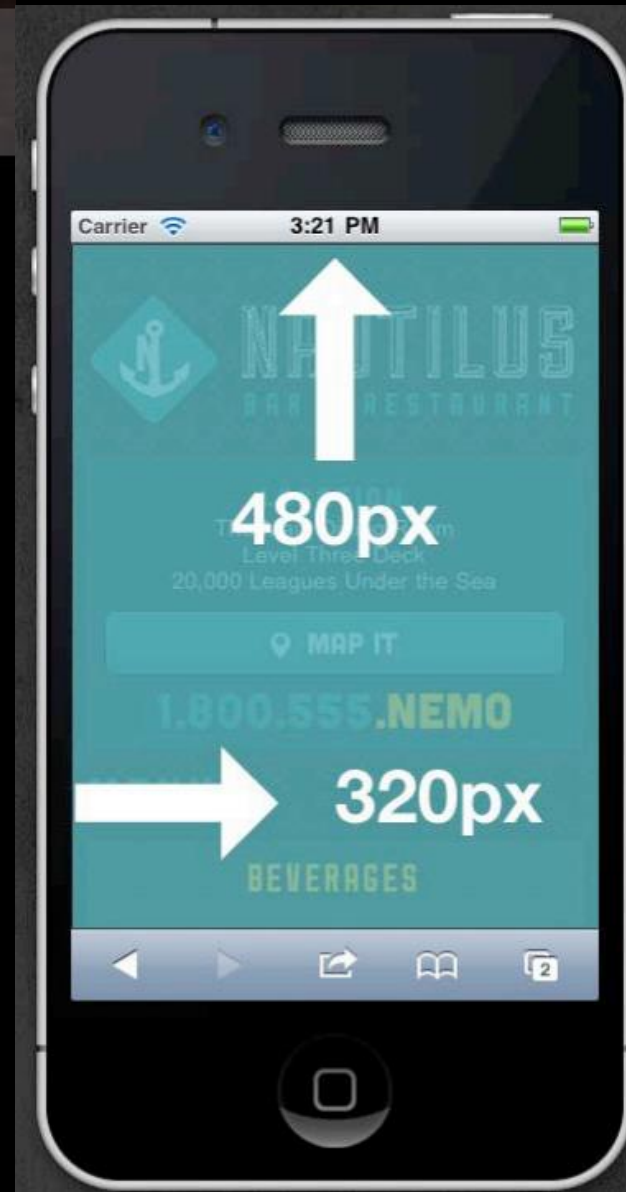 Carrier 3:21 PM
N NAUTILUS
BAR RESTAURANT
480px
Level Three Deck
20,000 Leagues Under the Sea
MAP IT
1.800.555.NEMO
320px
BEVERAGES
2